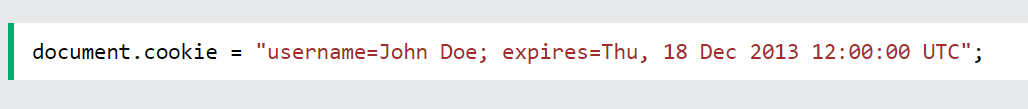 document.cookie = "username=John Doe; expires=Thu, 18 Dec 2013 12:00:00 UTC";